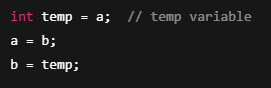 int temp = a;  // temp variable
a = b;
b = temp;